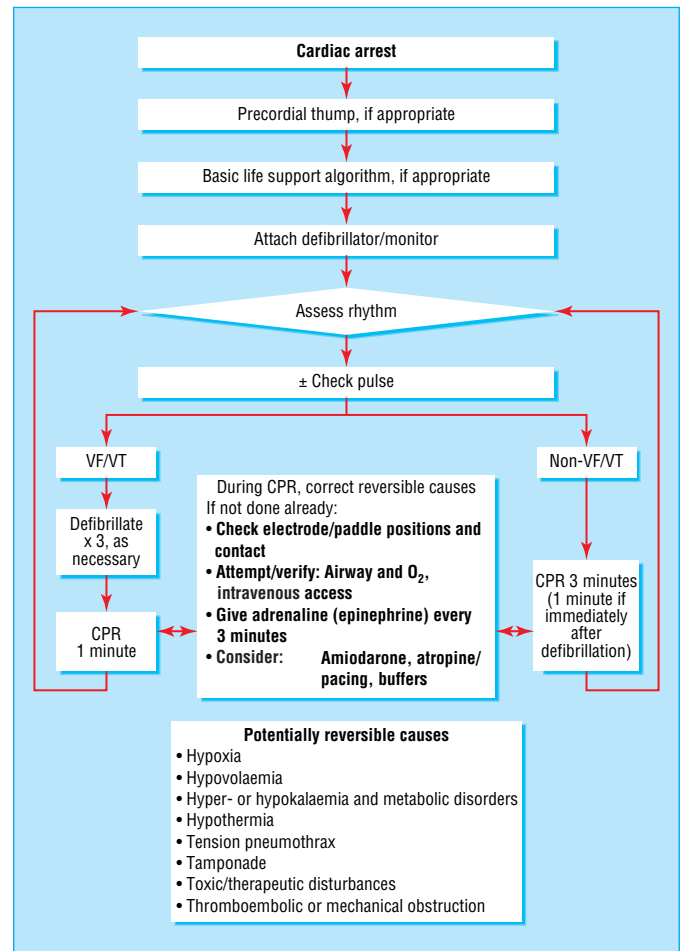 Cardiac arrest
Precordial thump, if appropriate
Basic life support algorithm, if appropriate
Attach defibrillator/monitor
Assess rhythm
± Check pulse
VF/VT
Non-VF/VT
Defibrillate
x 3, as
necessary
CPR
1 minute
During CPR, correct reversible causes
If not done already:
• Check electrode/paddle positions and
contact
• Attempt/verify: Airway and O₂,
intravenous access
• Give adrenaline (epinephrine) every
3 minutes
• Consider: Amiodarone, atropine/
pacing, buffers
CPR 3 minutes
(1 minute if
immediately
after
defibrillation)
Potentially reversible causes
• Hypoxia
• Hypovolaemia
• Hyper- or hypokalaemia and metabolic disorders
• Hypothermia
• Tension pneumothrax
• Tamponade
• Toxic/therapeutic disturbances
• Thromboembolic or mechanical obstruction